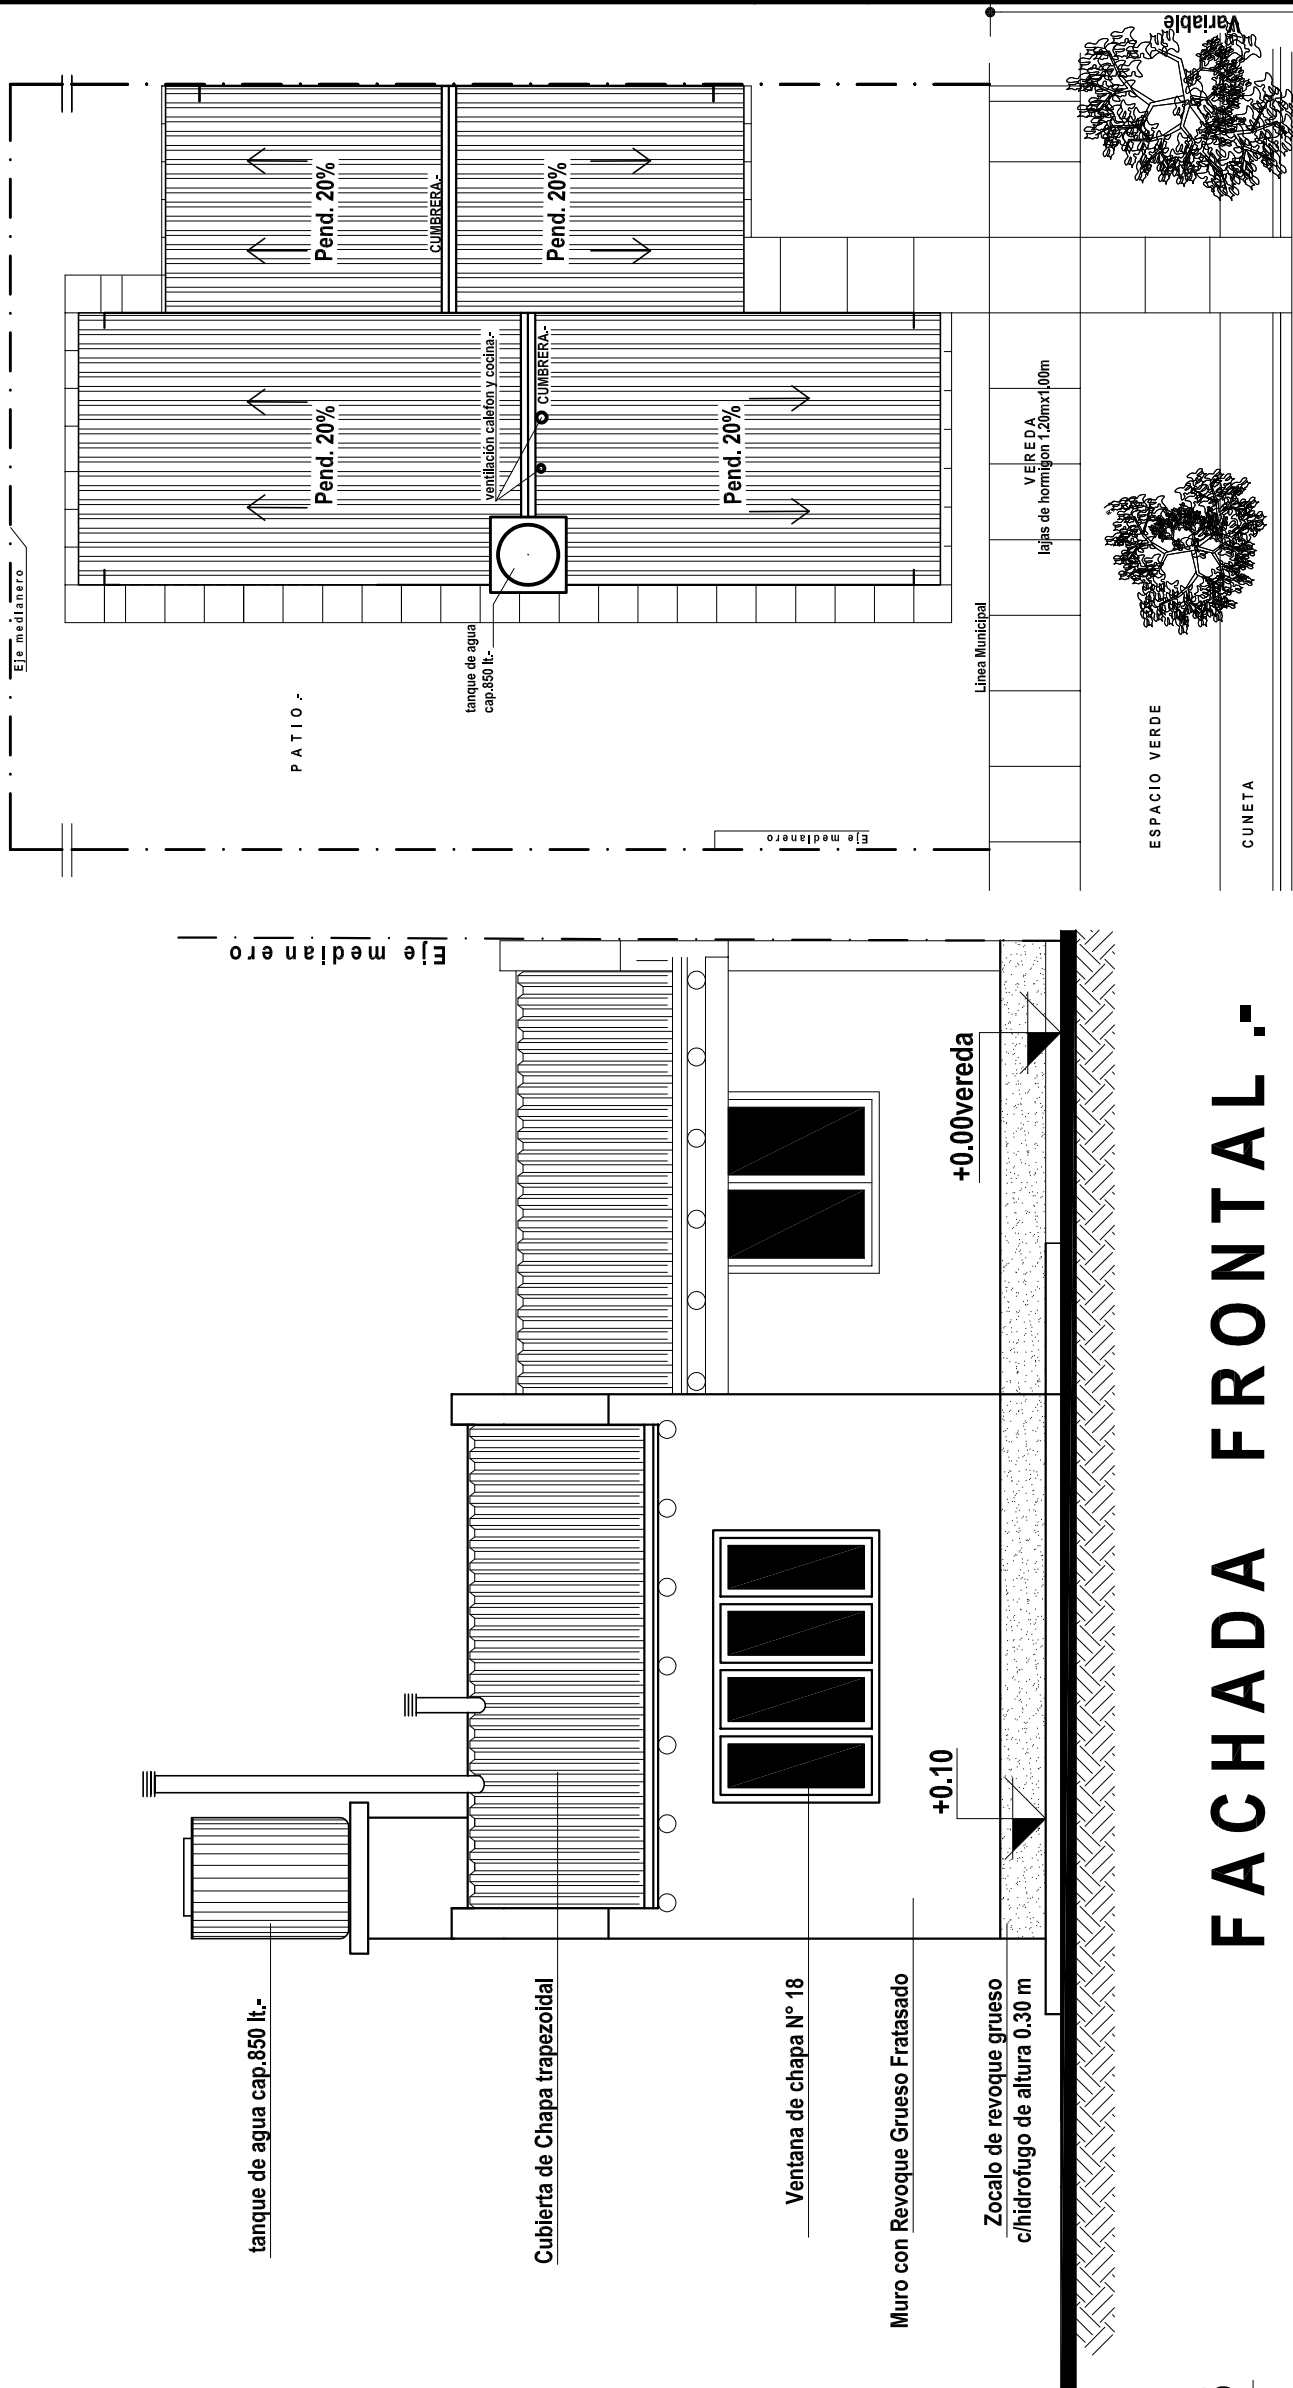 Variable
Eje medianero
Pend. 20%
Pend. 20%
CUMBRERA.-
Pend. 20%
Pend. 20%
CUMBRERA.-
ventilación calefon y cocina.-
tanque de agua
cap.850 lt.-
PATIO.-
Eje medianero
Linea Municipal
VEREDA
lajas de hormigon 1.20mx1.00m
ESPACIO VERDE
CUNETA
Eje medianero
+0.00vereda
+0.10
tanque de agua cap.850 lt.-
Cubierta de Chapa trapezoidal
Ventana de chapa N° 18
Muro con Revoque Grueso Fratasado
Zocalo de revoque grueso
c/hidrofugo de altura 0.30 m
FACHADA FRONTAL.-